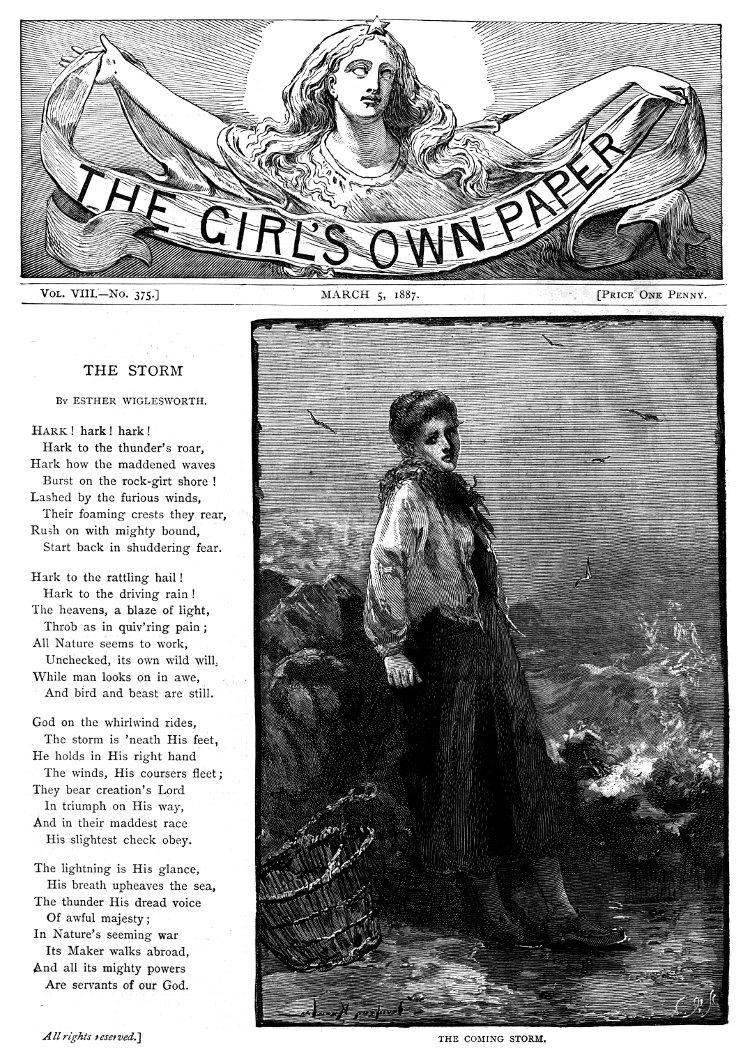 THE GIRL'S OWN PAPER
Vol. VIII.—No. 375.]
MARCH 5, 1887.
[Price One Penny.
THE STORM
By ESTHER WIGLESWORTH.
Hark! hark! hark!
Hark to the thunder's roar,
Hark how the maddened waves
Burst on the rock-girt shore!
Lashed by the furious winds,
Their foaming crests they rear,
Rush on with mighty bound,
Start back in shuddering fear.
Hark to the rattling hail!
Hark to the driving rain!
The heavens, a blaze of light,
Throb as in quiv'ring pain;
All Nature seems to work,
Unchecked, its own wild will,
While man looks on in awe,
And bird and beast are still.
God on the whirlwind rides,
The storm is 'neath His feet,
He holds in His right hand
The winds, His coursers fleet;
They bear creation's Lord
In triumph on His way,
And in their maddest race
His slightest check obey.
The lightning is His glance,
His breath upheaves the sea,
The thunder His dread voice
Of awful majesty;
In Nature's seeming war
Its Maker walks abroad,
And all its mighty powers
Are servants of our God.
All rights reserved.]
THE COMING STORM.